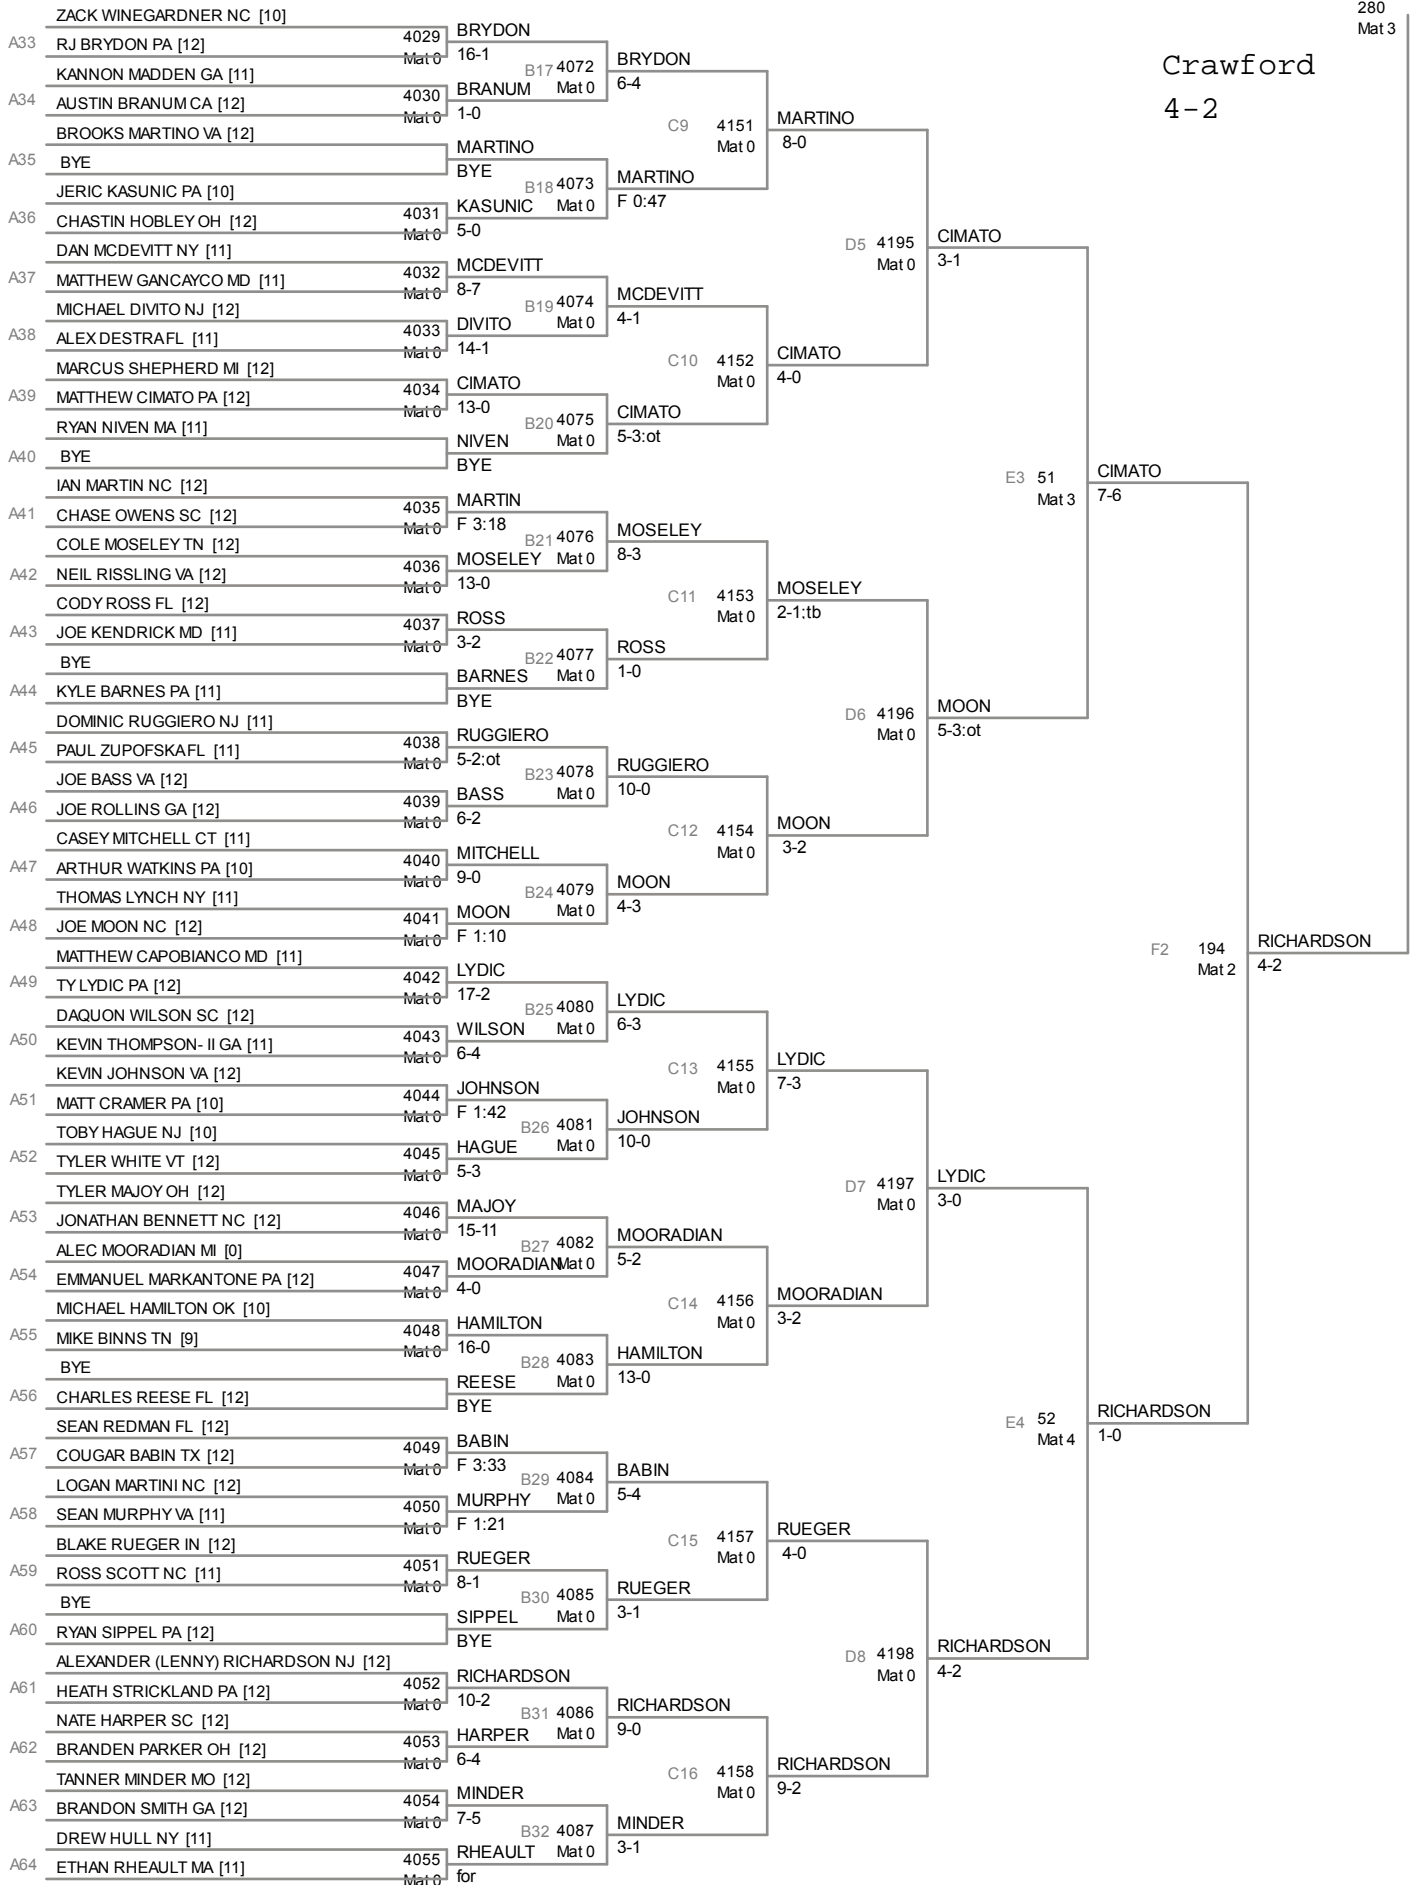 280
Mat 3
Crawford
4-2
ZACK WINEGARDNER NC [10]
A33 RJ BRYDON PA [12]
4029 BRYDON
Mat 0 16-1
KANNON MADDEN GA [11]
A34 AUSTIN BRANUM CA [12]
4030 BRANUM
Mat 0 1-0
B17 4072 BRYDON
Mat 0 6-4
BROOKS MARTINO VA [12]
A35 BYE
MARTINO
BYE
JERIC KASUNIC PA [10]
A36 CHASTIN HOBLEY OH [12]
4031 KASUNIC
Mat 0 5-0
B18 4073 MARTINO
Mat 0 F 0:47
C9 4151 MARTINO
Mat 0 8-0
DAN MCDEVITT NY [11]
A37 MATTHEW GANCAYCO MD [11]
4032 MCDEVITT
Mat 0 8-7
MICHAEL DIVITO NJ [12]
A38 ALEX DESTRA FL [11]
4033 DIVITO
Mat 0 14-1
B19 4074 MCDEVITT
Mat 0 4-1
MARCUS SHEPHERD MI [12]
A39 MATTHEW CIMATO PA [12]
4034 CIMATO
Mat 0 13-0
RYAN NIVEN MA [11]
A40 BYE
NIVEN
BYE
B20 4075 CIMATO
Mat 0 5-3:ot
C10 4152 CIMATO
Mat 0 4-0
D5 4195 CIMATO
Mat 0 3-1
IAN MARTIN NC [12]
A41 CHASE OWENS SC [12]
4035 MARTIN
Mat 0 F 3:18
COLE MOSELEY TN [12]
A42 NEIL RISSLING VA [12]
4036 MOSELEY
Mat 0 13-0
B21 4076 MOSELEY
Mat 0 8-3
CODY ROSS FL [12]
A43 JOE KENDRICK MD [11]
4037 ROSS
Mat 0 3-2
BYE
A44 KYLE BARNES PA [11]
BARNES
BYE
B22 4077 ROSS
Mat 0 1-0
C11 4153 MOSELEY
Mat 0 2-1:tb
DOMINIC RUGGIERO NJ [11]
A45 PAUL ZUPOFSKA FL [11]
4038 RUGGIERO
Mat 0 5-2:ot
JOE BASS VA [12]
A46 JOE ROLLINS GA [12]
4039 BASS
Mat 0 6-2
B23 4078 RUGGIERO
Mat 0 10-0
CASEY MITCHELL CT [11]
A47 ARTHUR WATKINS PA [10]
4040 MITCHELL
Mat 0 9-0
THOMAS LYNCH NY [11]
A48 JOE MOON NC [12]
4041 MOON
Mat 0 F 1:10
B24 4079 MOON
Mat 0 4-3
C12 4154 MOON
Mat 0 3-2
D6 4196 MOON
Mat 0 5-3:ot
E3 51 CIMATO
Mat 3 7-6
MATTHEW CAPOBIANCO MD [11]
A49 TY LYDIC PA [12]
4042 LYDIC
Mat 0 17-2
DAQUON WILSON SC [12]
A50 KEVIN THOMPSON- II GA [11]
4043 WILSON
Mat 0 6-4
B25 4080 LYDIC
Mat 0 6-3
KEVIN JOHNSON VA [12]
A51 MATT CRAMER PA [10]
4044 JOHNSON
Mat 0 F 1:42
TOBY HAGUE NJ [10]
A52 TYLER WHITE VT [12]
4045 HAGUE
Mat 0 5-3
B26 4081 JOHNSON
Mat 0 10-0
C13 4155 LYDIC
Mat 0 7-3
TYLER MAJOY OH [12]
A53 JONATHAN BENNETT NC [12]
4046 MAJOY
Mat 0 15-11
ALEC MOORADIAN MI [0]
A54 EMMANUEL MARKANTONE PA [12]
4047 MOORADIAN
Mat 0 4-0
B27 4082 MOORADIAN
Mat 0 5-2
MICHAEL HAMILTON OK [10]
A55 MIKE BINNS TN [9]
4048 HAMILTON
Mat 0 16-0
BYE
A56 CHARLES REESE FL [12]
REESE
BYE
B28 4083 HAMILTON
Mat 0 13-0
C14 4156 MOORADIAN
Mat 0 3-2
D7 4197 LYDIC
Mat 0 3-0
SEAN REDMAN FL [12]
A57 COUGAR BABIN TX [12]
4049 BABIN
Mat 0 F 3:33
LOGAN MARTINI NC [12]
A58 SEAN MURPHY VA [11]
4050 MURPHY
Mat 0 F 1:21
B29 4084 BABIN
Mat 0 5-4
BLAKE RUEGER IN [12]
A59 ROSS SCOTT NC [11]
4051 RUEGER
Mat 0 8-1
BYE
A60 RYAN SIPPEL PA [12]
SIPPEL
BYE
B30 4085 RUEGER
Mat 0 3-1
C15 4157 RUEGER
Mat 0 4-0
ALEXANDER (LENNY) RICHARDSON NJ [12]
A61 HEATH STRICKLAND PA [12]
4052 RICHARDSON
Mat 0 10-2
NATE HARPER SC [12]
A62 BRANDEN PARKER OH [12]
4053 HARPER
Mat 0 6-4
B31 4086 RICHARDSON
Mat 0 9-0
TANNER MINDER MO [12]
A63 BRANDON SMITH GA [12]
4054 MINDER
Mat 0 7-5
DREW HULL NY [11]
A64 ETHAN RHEAULT MA [11]
4055 RHEAULT
Mat 0 for
B32 4087 MINDER
Mat 0 3-1
C16 4158 RICHARDSON
Mat 0 9-2
D8 4198 RICHARDSON
Mat 0 4-2
E4 52 RICHARDSON
Mat 4 1-0
F2 194 RICHARDSON
Mat 2 4-2